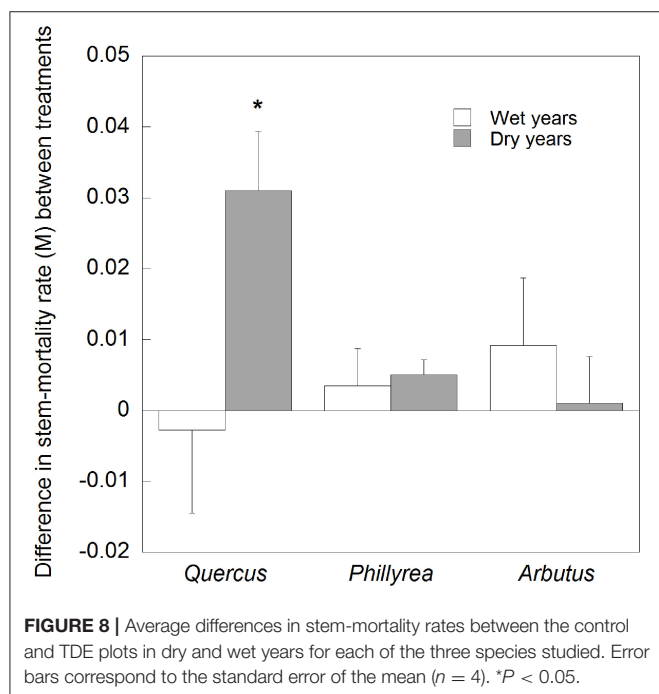 Difference in stem-mortality rate (M) between treatments
0.05
0.04
0.03
0.02
0.01
0
-0.01
-0.02
*
Wet years
Dry years
Quercus Phillyrea Arbutus
FIGURE 8 | Average differences in stem-mortality rates between the control
and TDE plots in dry and wet years for each of the three species studied. Error
bars correspond to the standard error of the mean (n = 4). *P < 0.05.